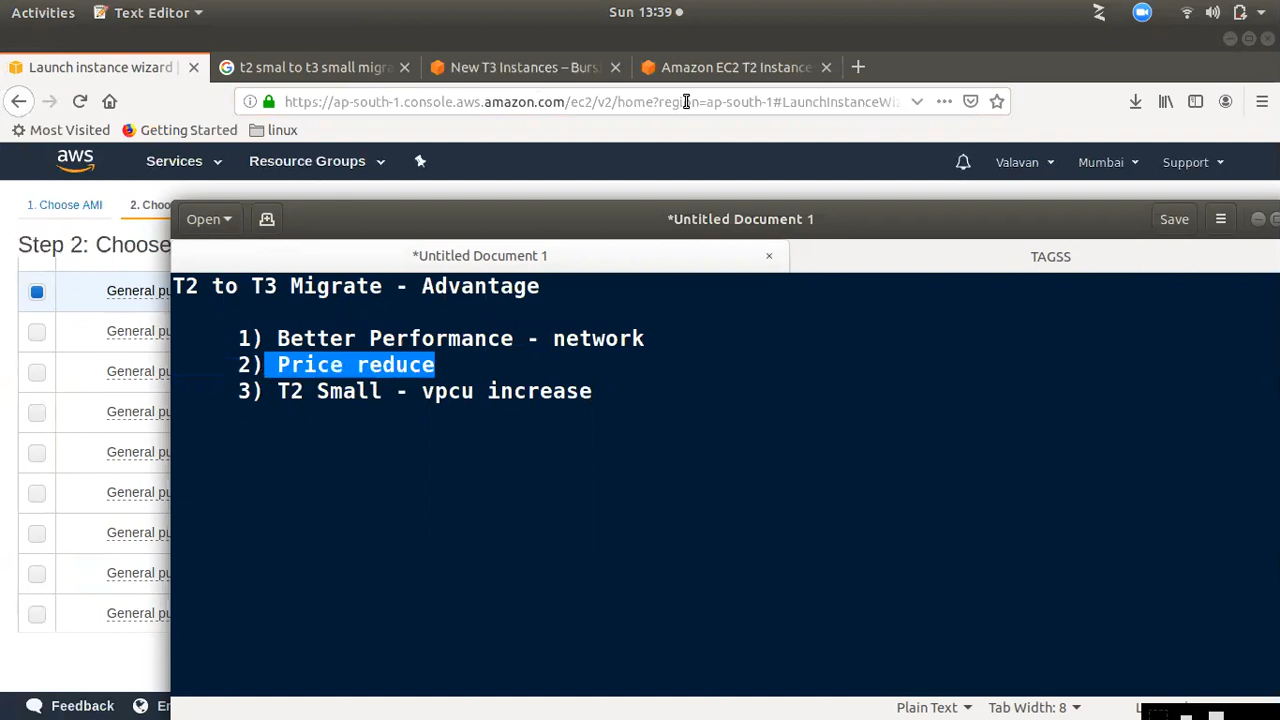 Activities Text Editor Sun 13:39
Launch instance wizard t2 smal to t3 small migra New T3 Instances – Burs Amazon EC2 T2 Instance
https://ap-south-1.console.aws.amazon.com/ec2/v2/home?region=ap-south-1#LaunchInstanceWiz
Most Visited Getting Started linux
aws Services Resource Groups Valavan Mumbai Support
1. Choose AMI 2. Choo
Open *Untitled Document 1 Save
Step 2: Choose
*Untitled Document 1 TAGSS
T2 to T3 Migrate - Advantage
General pu
General pu
1) Better Performance - network
2) Price reduce
General pu
3) T2 Small - vpcu increase
General pu
General pu
General pu
General pu
General pu
General pu
Feedback En
Plain Text Tab Width: 8